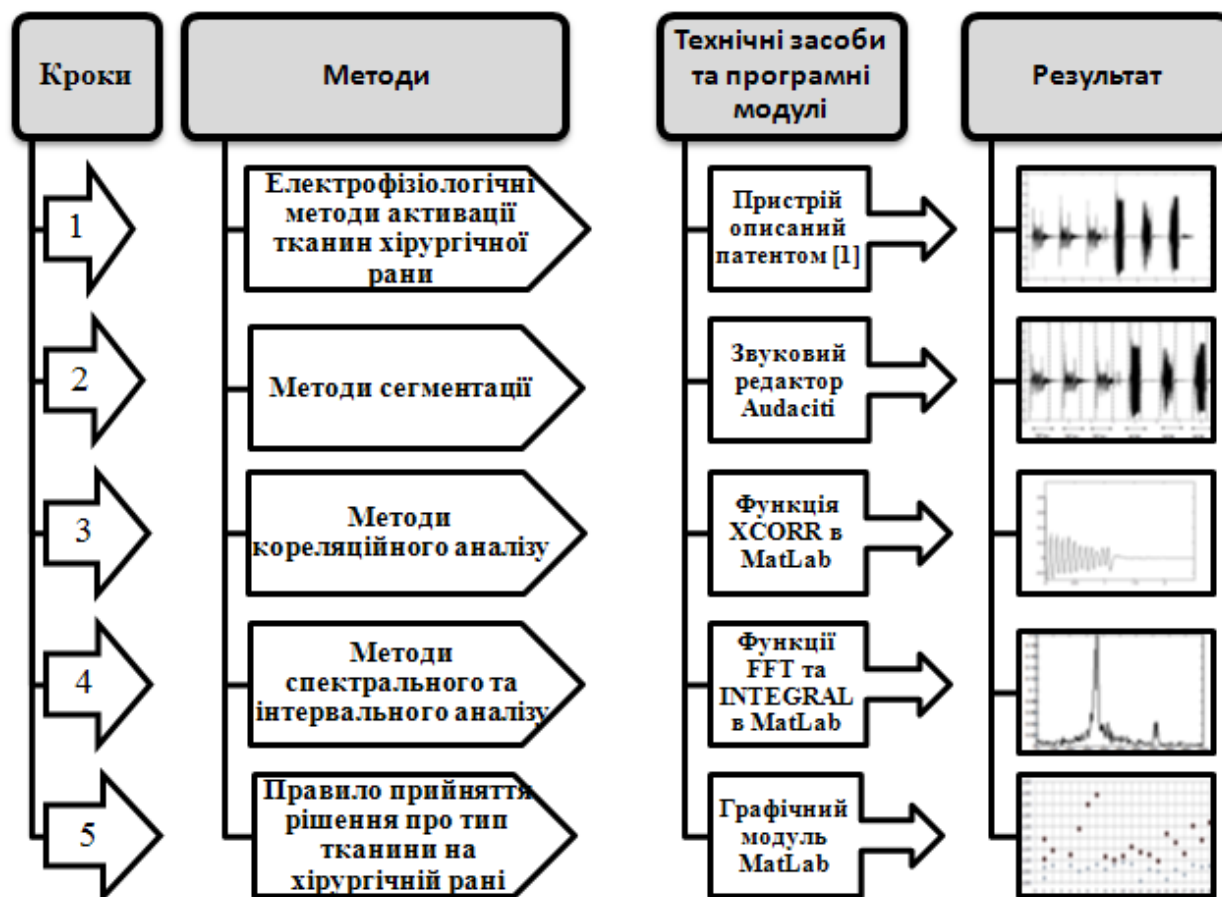 Кроки
Методи
Технічні засоби
та програмні
модулі
Результат
1
Електрофізіологічні
методи активації
тканин хірургічної
рани
Пристрій
описаний
патентом [1]
2
Методи сегментації
Звуковий
редактор
Audaciti
3
Методи
кореляційного аналізу
Функція
XCORR в
MatLab
4
Методи
спектрального та
інтервального аналізу
Функції
FFT та
INTEGRAL
в MatLab
5
Правило прийняття
рішення про тип
тканини на
хірургічній рані
Графічний
модуль
MatLab